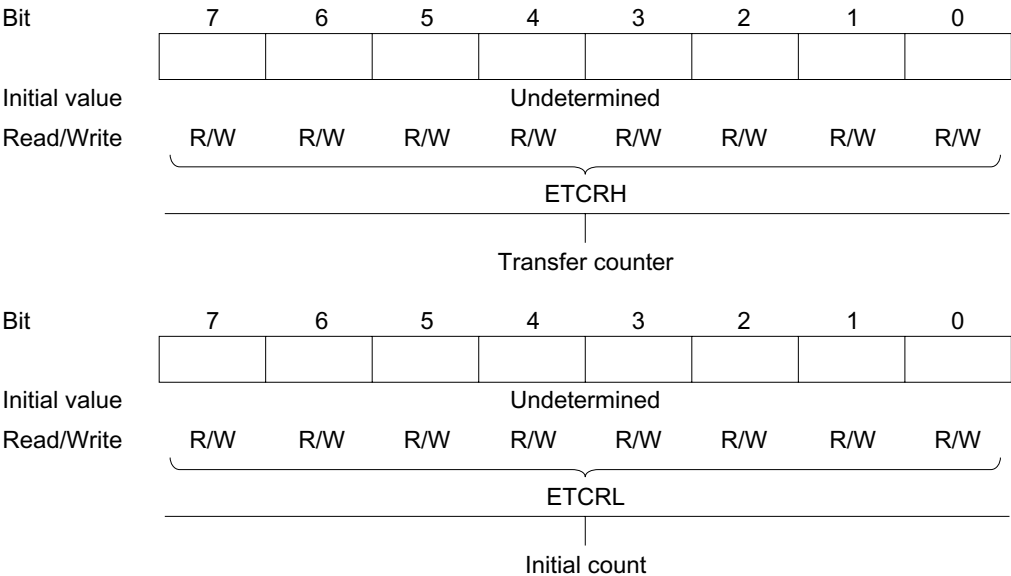 Bit 7 6 5 4 3 2 1 0
Initial value Undetermined
Read/Write R/W R/W R/W R/W R/W R/W R/W R/W
ETCRH
Transfer counter
Bit 7 6 5 4 3 2 1 0
Initial value Undetermined
Read/Write R/W R/W R/W R/W R/W R/W R/W R/W
ETCRL
Initial count